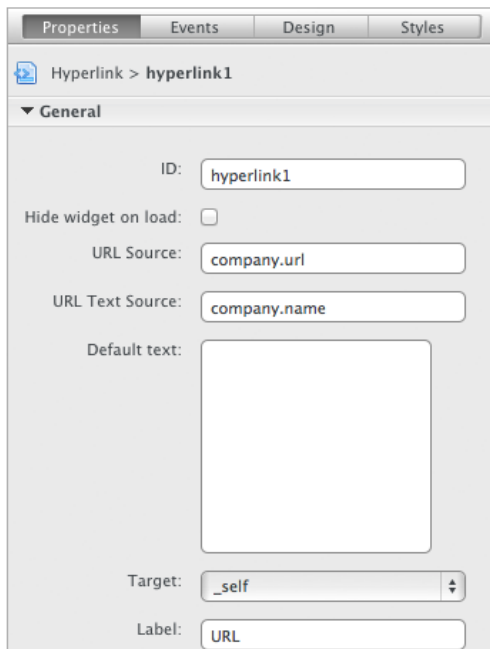 Properties Events Design Styles
Hyperlink > hyperlink1
General
ID: hyperlink1
Hide widget on load:
URL Source: company.url
URL Text Source: company.name
Default text:
Target: _self
Label: URL